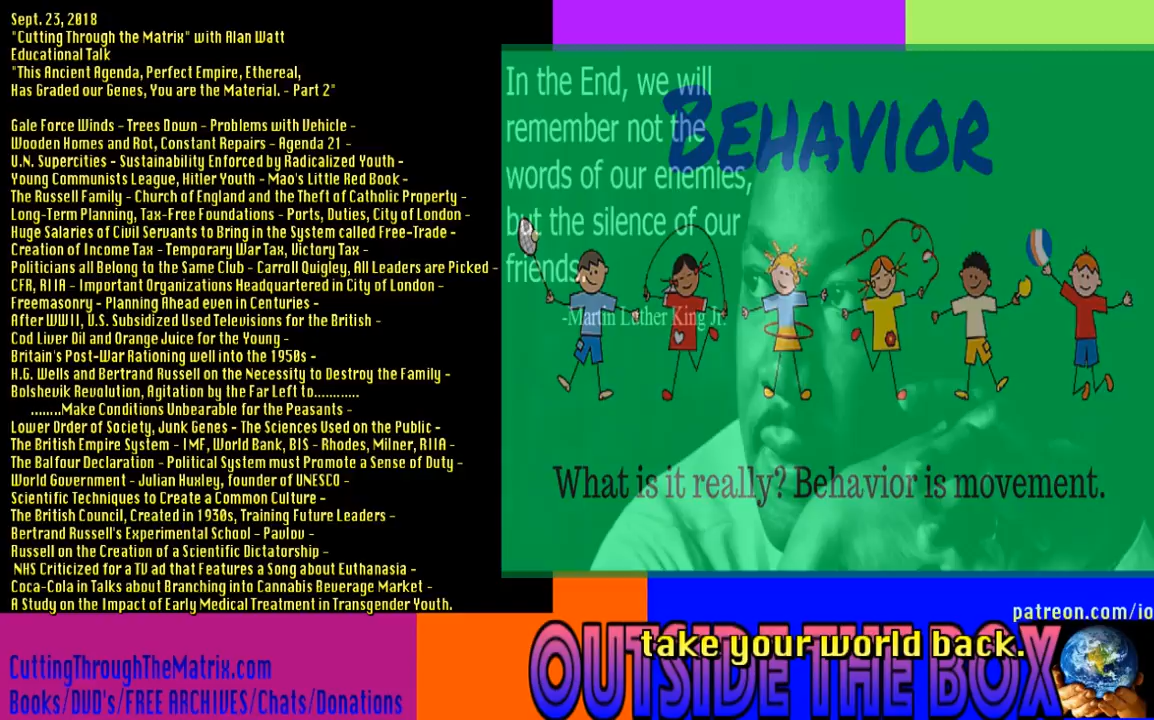 Sept. 23, 2018
"Cutting Through the Matrix" with Alan Watt
Educational Talk
"This Ancient Agenda, Perfect Empire, Ethereal,
Has Graded our Genes, You are the Material. - Part 2"
Gale Force Winds - Trees Down - Problems with Vehicle -
Wooden Homes and Rot, Constant Repairs - Agenda 21 -
U.N. Supercities - Sustainability Enforced by Radicalized Youth -
Young Communists League, Hitler Youth - Mao's Little Red Book -
The Russell Family - Church of England and the Theft of Catholic Property -
Long-Term Planning, Tax-Free Foundations - Ports, Duties, City of London -
Huge Salaries of Civil Servants to Bring in the System called Free-Trade -
Creation of Income Tax - Temporary War Tax, Victory Tax -
Politicians all Belong to the Same Club - Carroll Quigley, All Leaders are Picked -
CFR, RIIA - Important Organizations Headquartered in City of London -
Freemasonry - Planning Ahead even in Centuries -
After WWII, U.S. Subsidized Used Televisions for the British -
Cod Liver Oil and Orange Juice for the Young -
Britain's Post-War Rationing well into the 1950s -
H.G. Wells and Bertrand Russell on the Necessity to Destroy the Family -
Bolshevik Revolution, Agitation by the Far Left to............
........Make Conditions Unbearable for the Peasants -
Lower Order of Society, Junk Genes - The Sciences Used on the Public -
The British Empire System - IMF, World Bank, BIS - Rhodes, Milner, RIIA -
The Balfour Declaration - Political System must Promote a Sense of Duty -
World Government - Julian Huxley, founder of UNESCO -
Scientific Techniques to Create a Common Culture -
The British Council, Created in 1930s, Training Future Leaders -
Bertrand Russell's Experimental School - Pavlov -
Russell on the Creation of a Scientific Dictatorship -
NHS Criticized for a TV ad that Features a Song about Euthanasia -
Coca-Cola in Talks about Branching into Cannabis Beverage Market -
A Study on the Impact of Early Medical Treatment in Transgender Youth.
CuttingThroughTheMatrix.com
Books/DVD's/FREE ARCHIVES/Chats/Donations
In the End, we will
remember not the
words of our enemies,
but the silence of our
friends.
-Martin Luther King Jr.
BEHAVIOR
What is it really? Behavior is movement.
patreon.com/io
OUTSIDE THE BOX
take your world back.